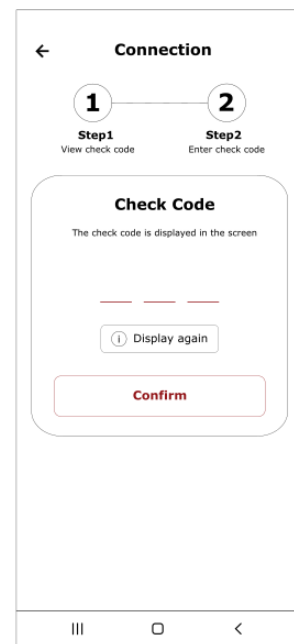 Connection
1 2
Step1 Step2
View check code Enter check code
Check Code
The check code is displayed in the screen
i Display again
Confirm